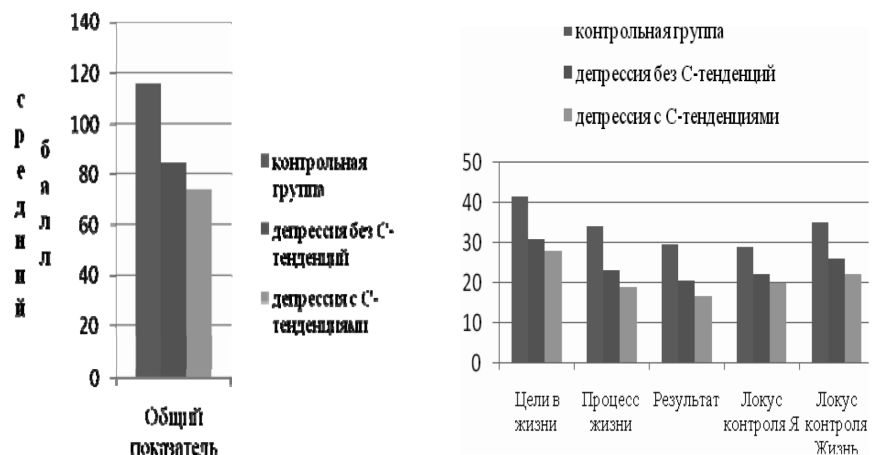 средний
балл
140
120
100
80
60
40
20
0
Общий
показатель
контрольная
группа
депрессия без С-
тенденций
депрессия с С-
тенденциями
контрольная группа
депрессия без С-тенденций
депрессия с С-тенденциями
50
40
30
20
10
0
Цели в
жизни
Процесс
жизни
Результат
Локус
контроля Я
Локус
контроля
Жизнь